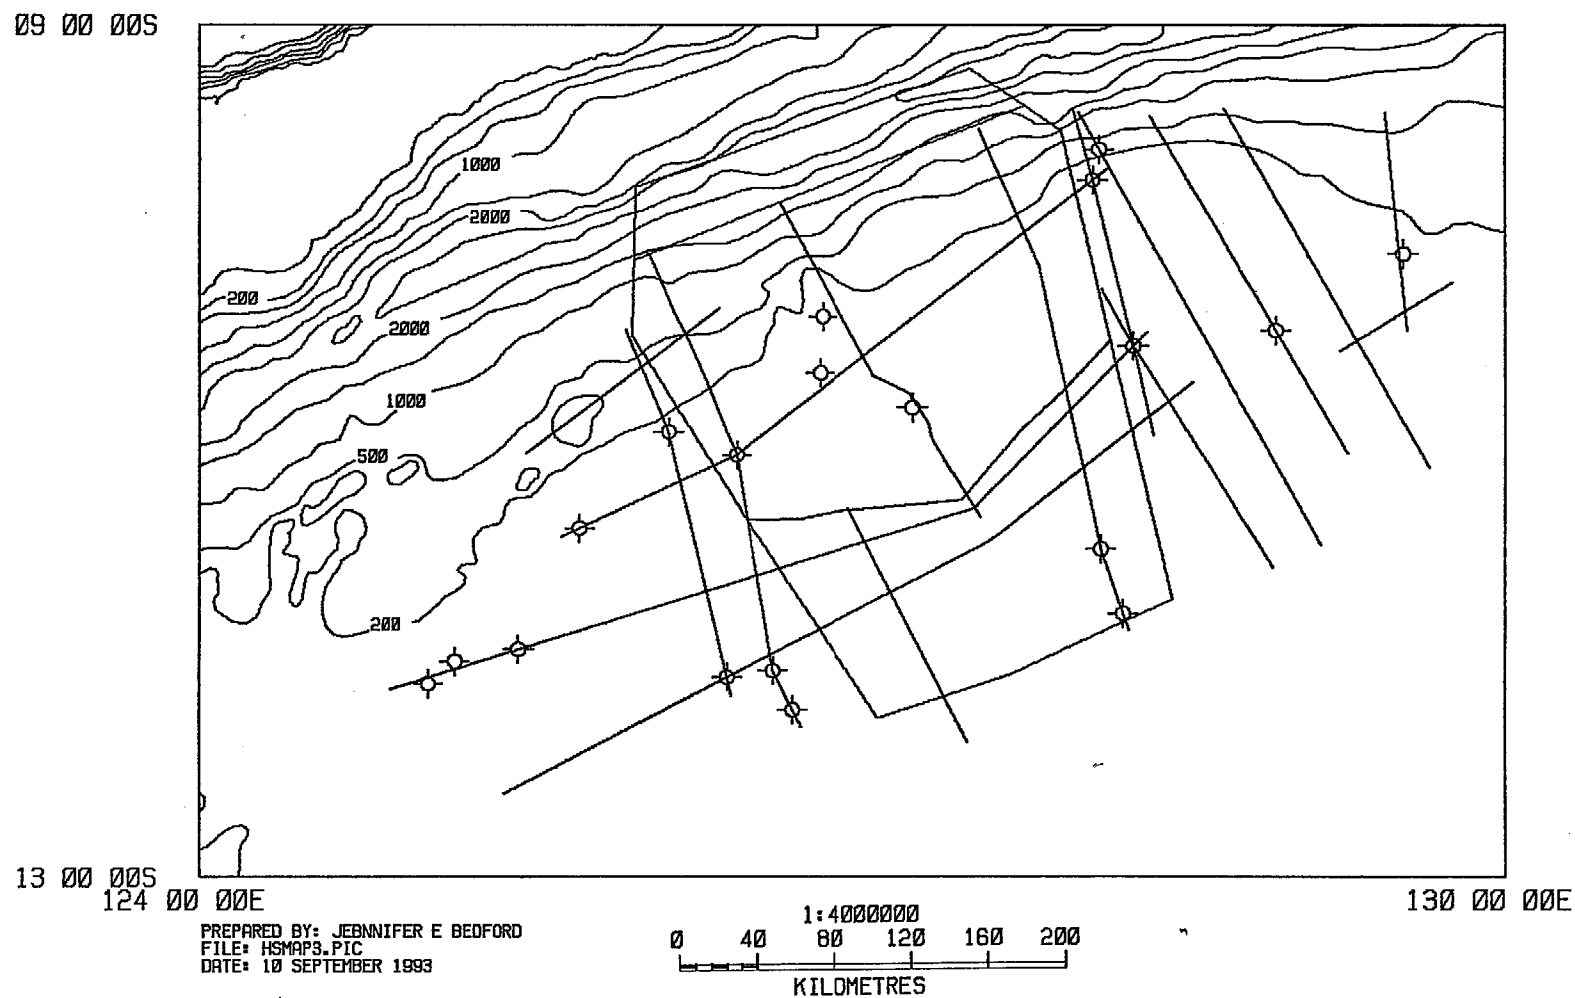 09 00 00S
1000
2000
200
2000
1000
500
200
13 00 00S
124 00 00E
130 00 00E
PREPARED BY: JEBNNIFER E BEDFORD
FILE: HSMAP3.PIC
DATE: 10 SEPTEMBER 1993
1:4000000
0 40 80 120 160 200
KILOMETRES